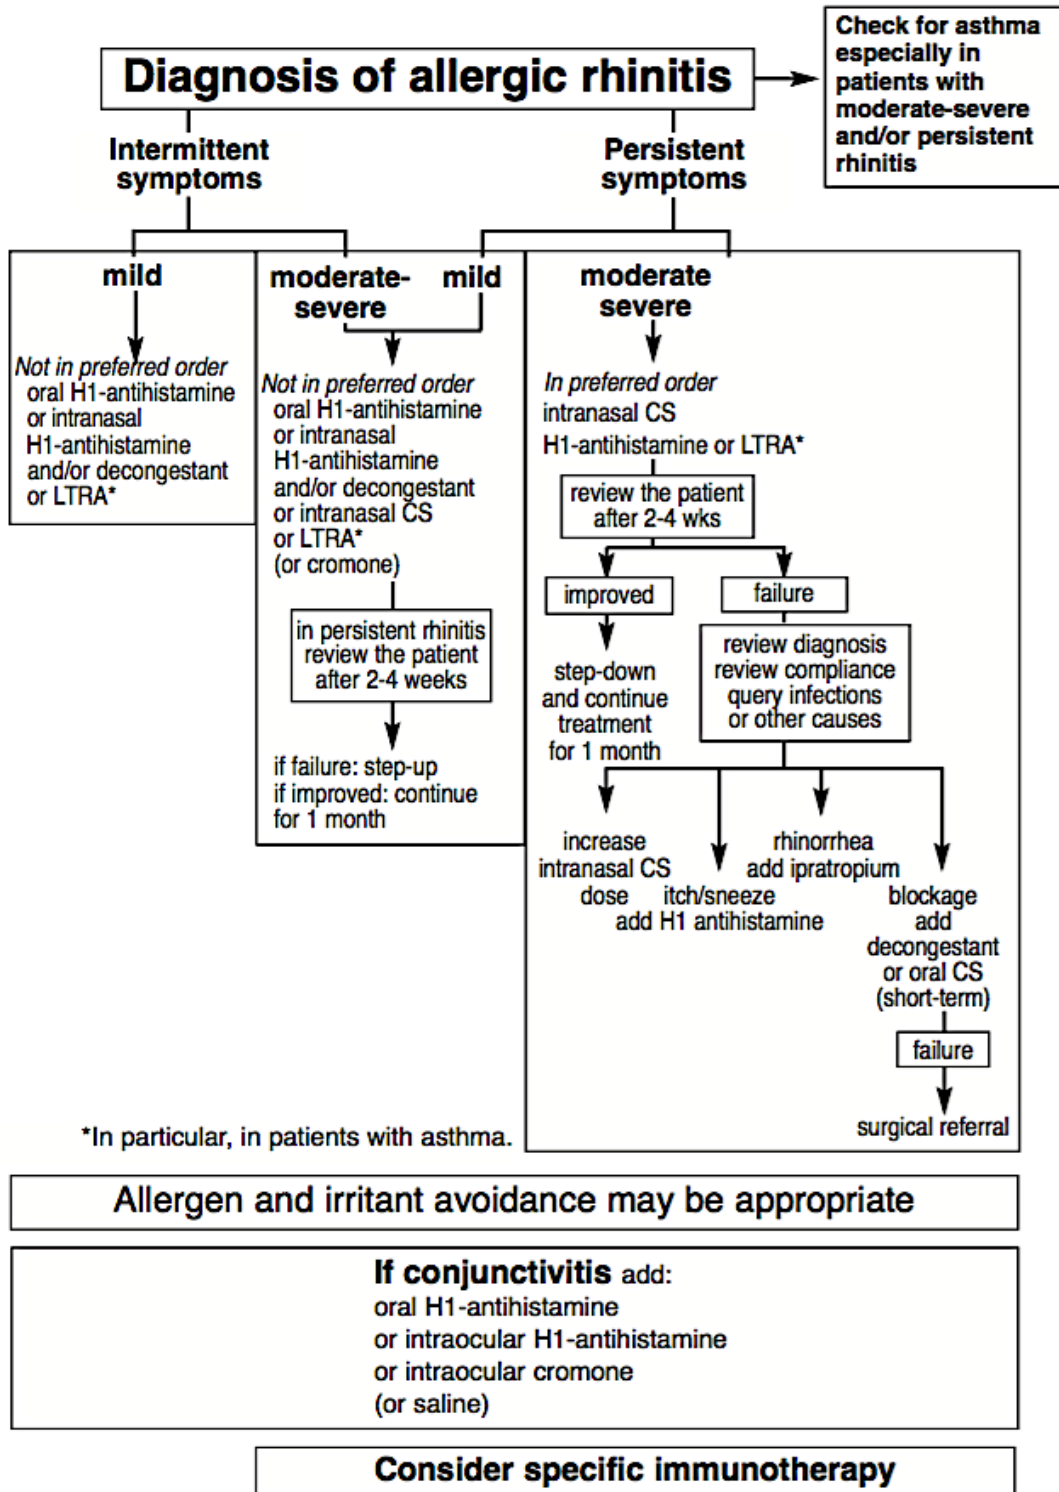 Diagnosis of allergic rhinitis
Check for asthma
especially in
patients with
moderate-severe
and/or persistent
rhinitis
Intermittent
symptoms
Persistent
symptoms
mild
Not in preferred order
oral H1-antihistamine
or intranasal
H1-antihistamine
and/or decongestant
or LTRA*
moderate-
severe
mild
Not in preferred order
oral H1-antihistamine
or intranasal
H1-antihistamine
and/or decongestant
or intranasal CS
or LTRA*
(or cromone)
in persistent rhinitis
review the patient
after 2-4 weeks
if failure: step-up
if improved: continue
for 1 month
moderate
severe
In preferred order
intranasal CS
H1-antihistamine or LTRA*
review the patient
after 2-4 wks
improved
failure
step-down
and continue
treatment
for 1 month
review diagnosis
review compliance
query infections
or other causes
increase
intranasal CS
dose
itch/sneeze
add H1 antihistamine
rhinorrhea
add ipratropium
blockage
add
decongestant
or oral CS
(short-term)
failure
surgical referral
*In particular, in patients with asthma.
Allergen and irritant avoidance may be appropriate
If conjunctivitis add:
oral H1-antihistamine
or intraocular H1-antihistamine
or intraocular cromone
(or saline)
Consider specific immunotherapy